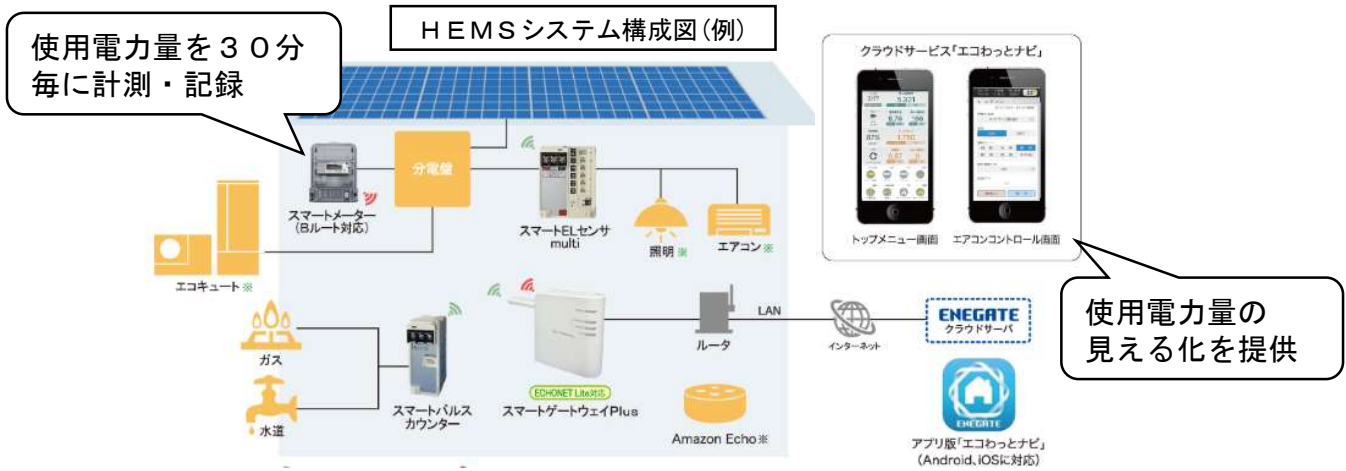 HEMSシステム構成図(例)
使用電力量を30分
毎に計測・記録
クラウドサービス「エコわっとナビ」
トップメニュー画面
エアコンコントロール画面
分電盤
スマートメーター
(Bルート対応)
スマートELセンサ
multi
照明※
エアコン※
エコキュート※
使用電力量の
見える化を提供
ガス
水道
スマートパルス
カウンター
ECHONET Lite対応
スマートゲートウェイPlus
ルータ
LAN
インターネット
ENEGATE
クラウドサーバ
Amazon Echo※
ENEGATE
アプリ版「エコわっとナビ」
(Android、iOSに対応)